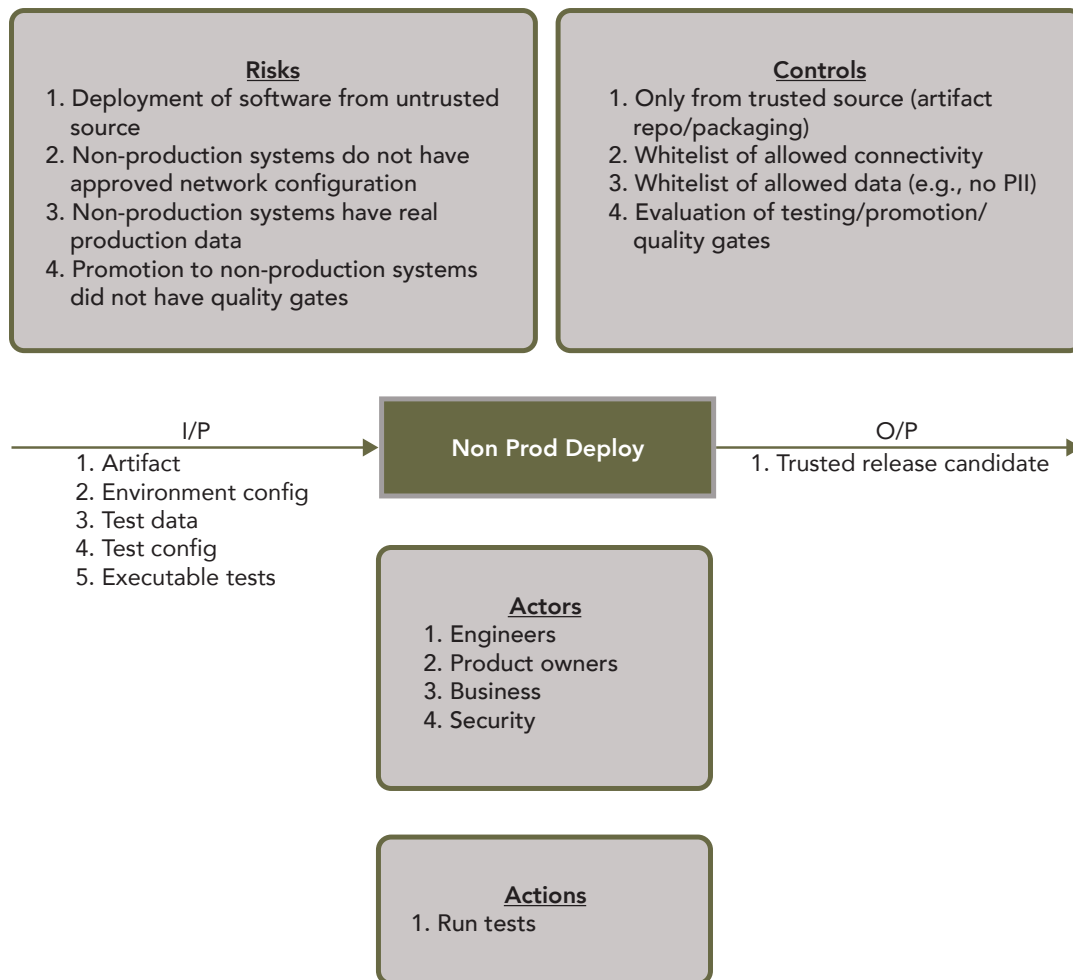 Risks
1. Deployment of software from untrusted
source
2. Non-production systems do not have
approved network configuration
3. Non-production systems have real
production data
4. Promotion to non-production systems
did not have quality gates
Controls
1. Only from trusted source (artifact
repo/packaging)
2. Whitelist of allowed connectivity
3. Whitelist of allowed data (e.g., no PII)
4. Evaluation of testing/promotion/
quality gates
I/P
1. Artifact
2. Environment config
3. Test data
4. Test config
5. Executable tests
Non Prod Deploy
O/P
1. Trusted release candidate
Actors
1. Engineers
2. Product owners
3. Business
4. Security
Actions
1. Run tests